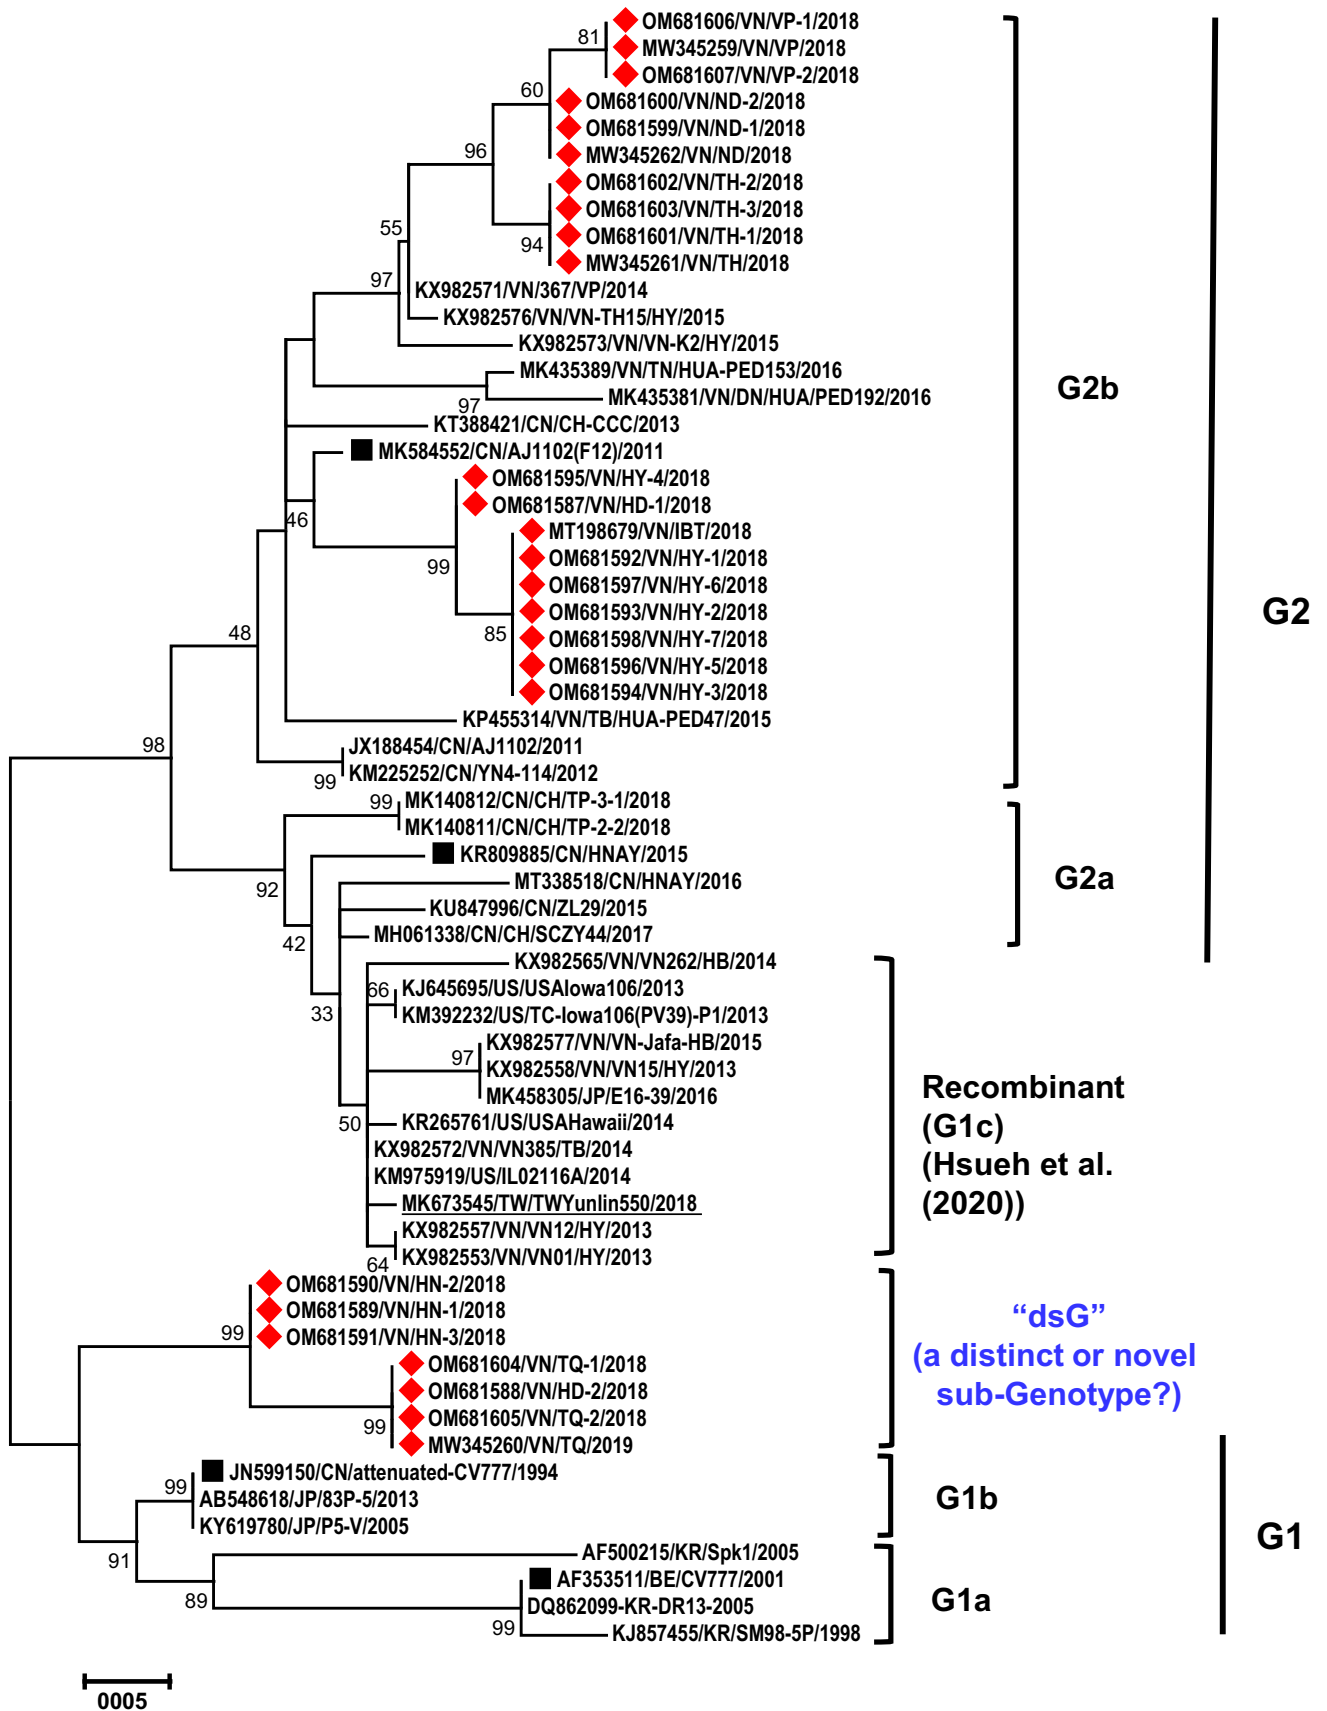 OM681606/VN/VP-1/2018
81
MW345259/VN/VP/2018
OM681607/VN/VP-2/2018
60
OM681600/VN/ND-2/2018
OM681599/VN/ND-1/2018
96
MW345262/VN/ND/2018
OM681602/VN/TH-2/2018
OM681603/VN/TH-3/2018
55
OM681601/VN/TH-1/2018
94
MW345261/VN/TH/2018
97
KX982571/VN/367/VP/2014
KX982576/VN/VN-TH15/HY/2015
KX982573/VN/VN-K2/HY/2015
MK435389/VN/TN/HUA-PED153/2016
97
MK435381/VN/DN/HUA/PED192/2016
G2b
KT388421/CN/CH-CCC/2013
MK584552/CN/AJ1102(F12)/2011
OM681595/VN/HY-4/2018
OM681587/VN/HD-1/2018
46
MT198679/VN/IBT/2018
OM681592/VN/HY-1/2018
99
OM681597/VN/HY-6/2018
OM681593/VN/HY-2/2018
G2
85
OM681598/VN/HY-7/2018
48
OM681596/VN/HY-5/2018
OM681594/VN/HY-3/2018
KP455314/VN/TB/HUA-PED47/2015
98
JX188454/CN/AJ1102/2011
99
KM225252/CN/YN4-114/2012
99
MK140812/CN/CH/TP-3-1/2018
MK140811/CN/CH/TP-2-2/2018
KR809885/CN/HNAY/2015
92
MT338518/CN/HNAY/2016
G2a
KU847996/CN/ZL29/2015
42
MH061338/CN/CH/SCZY44/2017
KX982565/VN/VN262/HB/2014
66
KJ645695/US/USAIowa106/2013
33
KM392232/US/TC-Iowa106(PV39)-P1/2013
KX982577/VN/VN-Jafa-HB/2015
97
KX982558/VN/VN15/HY/2013
MK458305/JP/E16-39/2016
50
KR265761/US/USAHawaii/2014
KX982572/VN/VN385/TB/2014
KM975919/US/IL02116A/2014
MK673545/TW/TWYunlin550/2018
KX982557/VN/VN12/HY/2013
64
KX982553/VN/VN01/HY/2013
Recombinant
(G1c)
(Hsueh et al.
(2020))
OM681590/VN/HN-2/2018
OM681589/VN/HN-1/2018
99
OM681591/VN/HN-3/2018
OM681604/VN/TQ-1/2018
OM681588/VN/HD-2/2018
99
OM681605/VN/TQ-2/2018
MW345260/VN/TQ/2019
“dsG”
(a distinct or novel
sub-Genotype?)
JN599150/CN/attenuated-CV777/1994
99
AB548618/JP/83P-5/2013
G1b
KY619780/JP/P5-V/2005
G1
91
AF500215/KR/Spk1/2005
AF353511/BE/CV777/2001
89
DQ862099-KR-DR13-2005
G1a
99
KJ857455/KR/SM98-5P/1998
0005